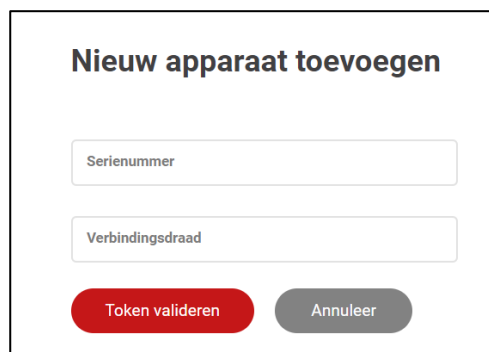 Nieuw apparaat toevoegen
Serienummer
Verbindingsdraad
Token valideren
Annuleer